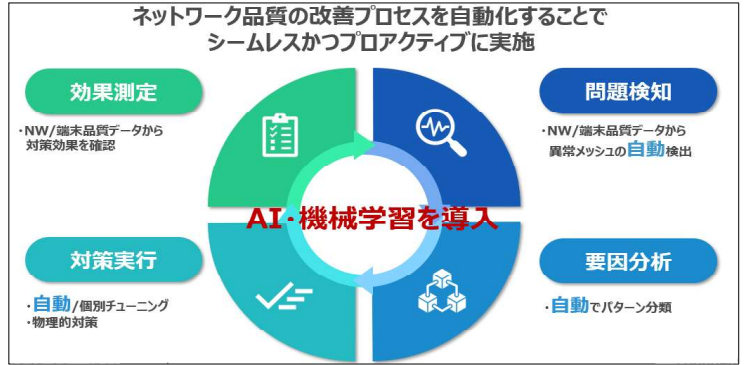 ネットワーク品質の改善プロセスを自動化することで
シームレスかつプロアクティブに実施
効果測定
・NW/端末品質データから
対策効果を確認
問題検知
・NW/端末品質データから
異常メッシュの自動検出
AI・機械学習を導入
対策実行
・自動/個別チューニング
・物理的対策
要因分析
・自動でパターン分類